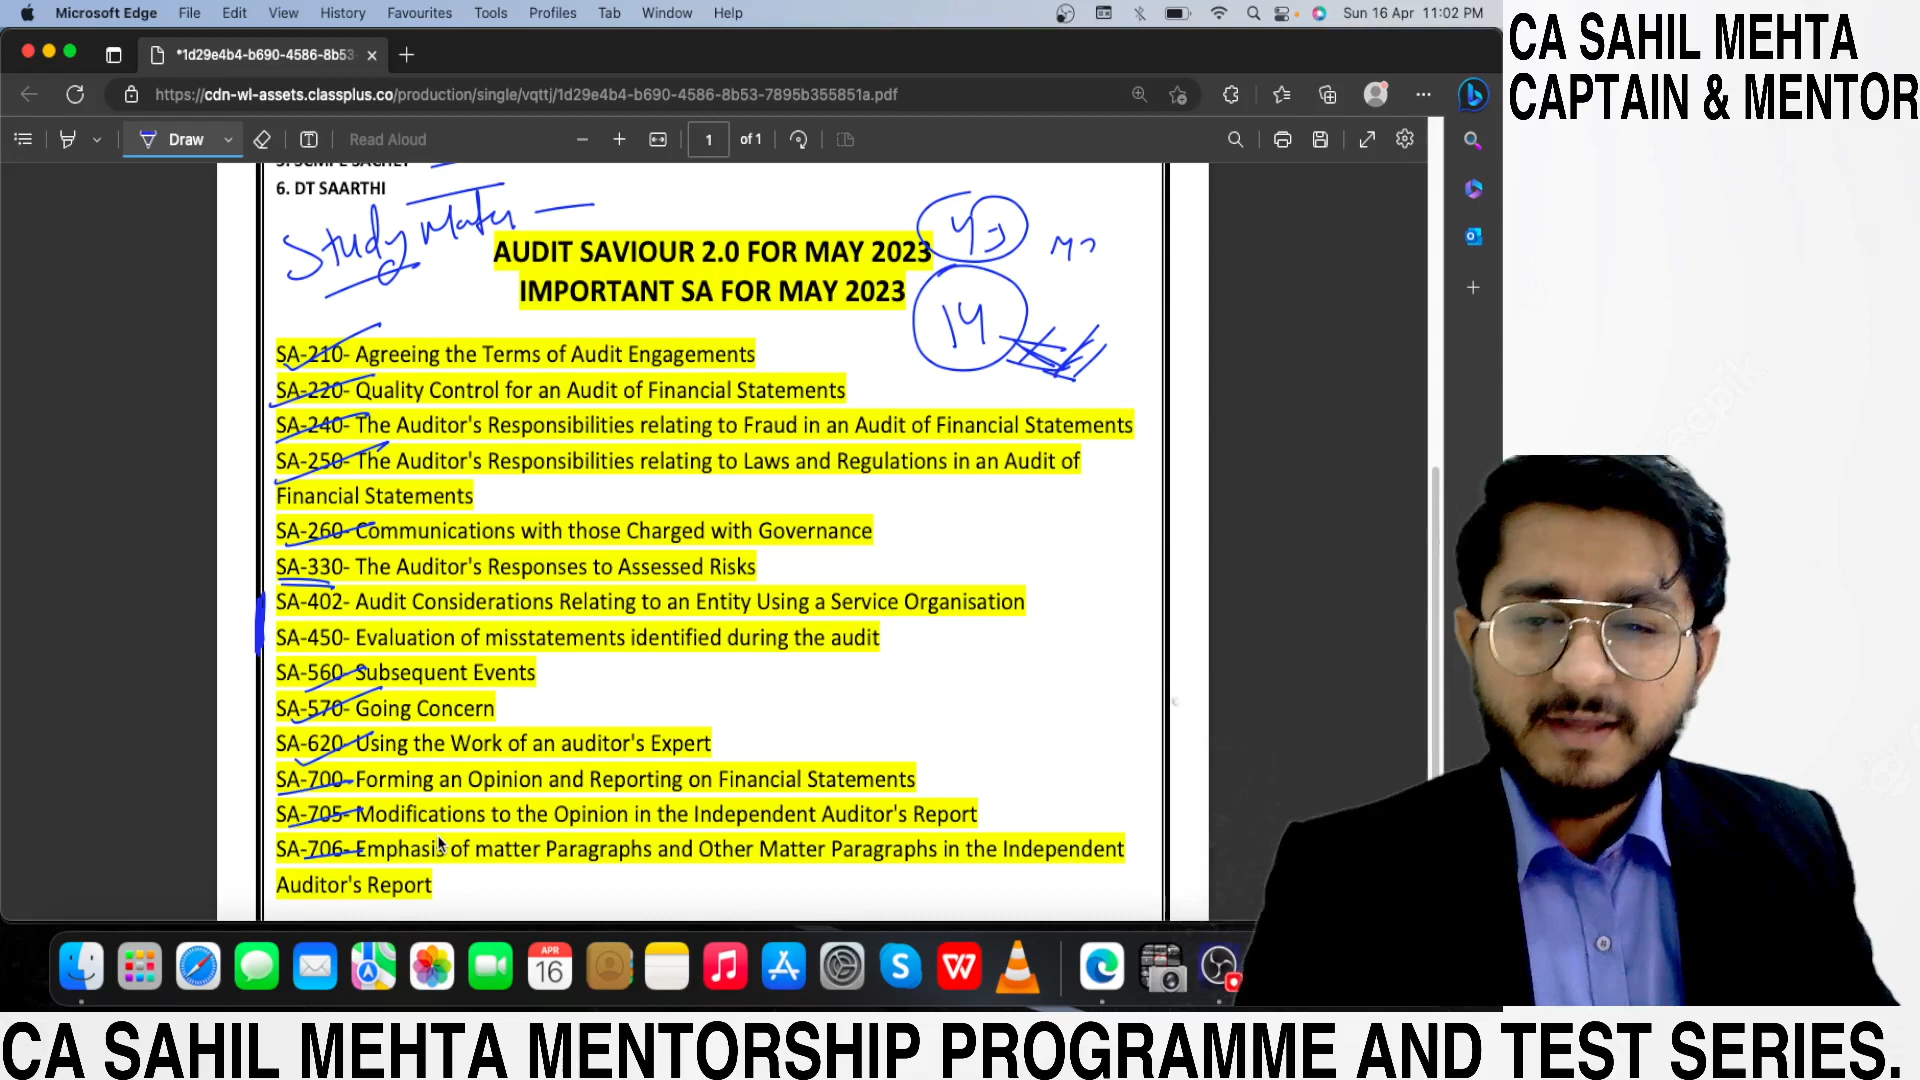 Microsoft Edge File Edit View History Favourites Tools Profiles Tab Window Help
Sun 16 Apr 11:02 PM
*1d29e4b4-b690-4586-8b53-
https://cdn-wl-assets.classplus.co/production/single/vqttj/1d29e4b4-b690-4586-8b53-7895b355851a.pdf
Draw Read Aloud 1 of 1
CA SAHIL MEHTA
CAPTAIN & MENTOR
6. DT SAARTHI
Study Mater
43
AUDIT SAVIOUR 2.0 FOR MAY 2023
IMPORTANT SA FOR MAY 2023
14
SA-210- Agreeing the Terms of Audit Engagements
SA-220- Quality Control for an Audit of Financial Statements
SA-240- The Auditor's Responsibilities relating to Fraud in an Audit of Financial Statements
SA-250- The Auditor's Responsibilities relating to Laws and Regulations in an Audit of
Financial Statements
SA-260- Communications with those Charged with Governance
SA-330- The Auditor's Responses to Assessed Risks
SA-402- Audit Considerations Relating to an Entity Using a Service Organisation
SA-450- Evaluation of misstatements identified during the audit
SA-560- Subsequent Events
SA-570- Going Concern
SA-620- Using the Work of an auditor's Expert
SA-700- Forming an Opinion and Reporting on Financial Statements
SA-705- Modifications to the Opinion in the Independent Auditor's Report
SA-706- Emphasis of matter Paragraphs and Other Matter Paragraphs in the Independent
Auditor's Report
APR
16
CA SAHIL MEHTA MENTORSHIP PROGRAMME AND TEST SERIES.